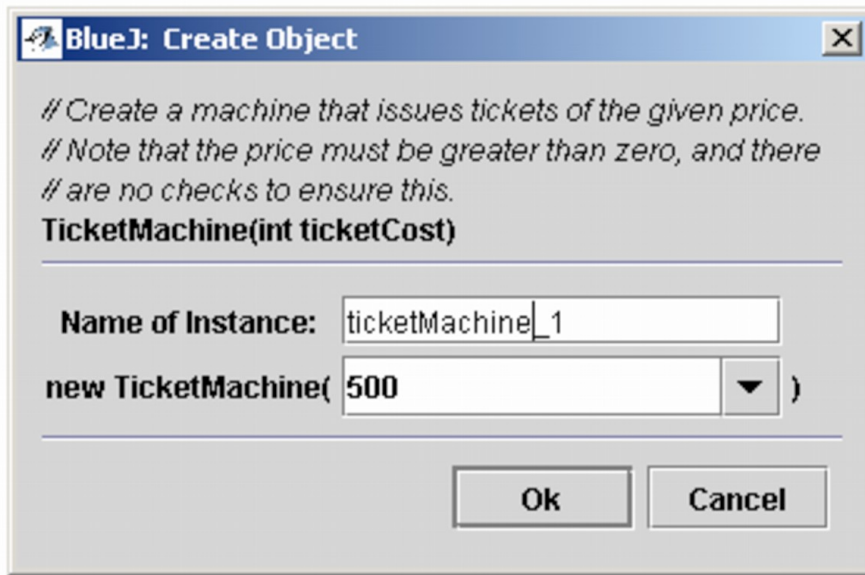 BlueJ: Create Object
// Create a machine that issues tickets of the given price.
// Note that the price must be greater than zero, and there
// are no checks to ensure this.
TicketMachine(int ticketCost)
Name of Instance: ticketMachine_1
new TicketMachine( 500 )
Ok Cancel